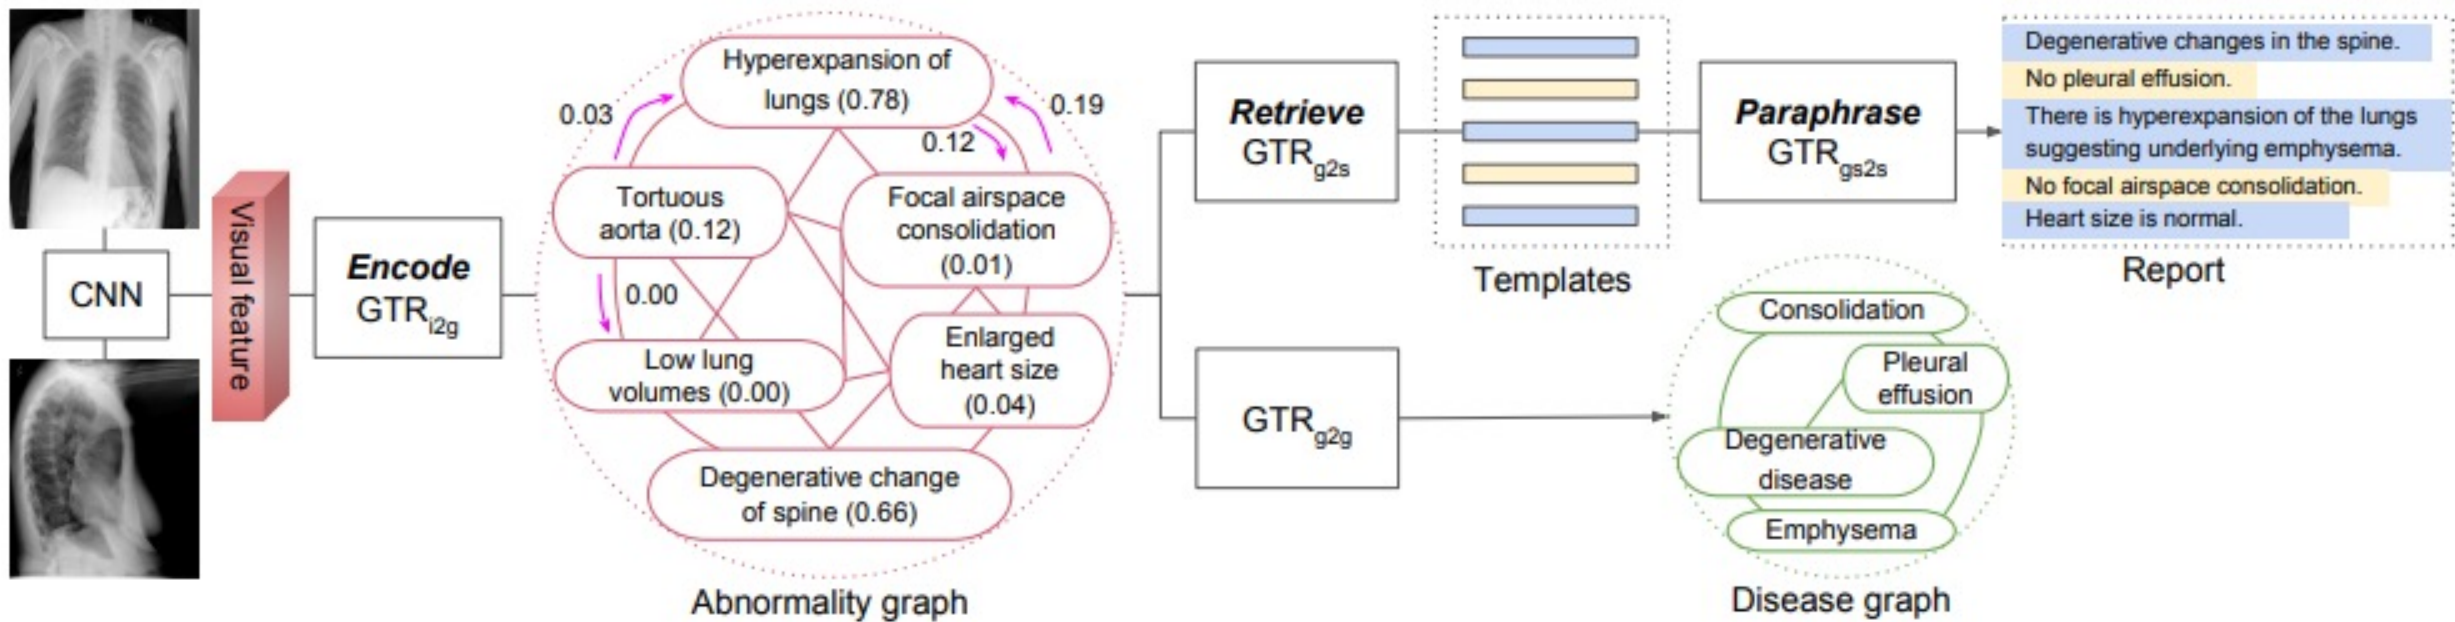 CNN
Visual feature
Encode
GTRi2g
Hyperexpansion of
lungs (0.78)
0.03
0.19
0.12
Tortuous
aorta (0.12)
Focal airspace
consolidation
(0.01)
0.00
Low lung
volumes (0.00)
Enlarged
heart size
(0.04)
Degenerative change
of spine (0.66)
Abnormality graph
Retrieve
GTRg2s
Templates
Paraphrase
GTRgs2s
Degenerative changes in the spine.
No pleural effusion.
There is hyperexpansion of the lungs
suggesting underlying emphysema.
No focal airspace consolidation.
Heart size is normal.
Report
GTRg2g
Consolidation
Pleural
effusion
Degenerative
disease
Emphysema
Disease graph